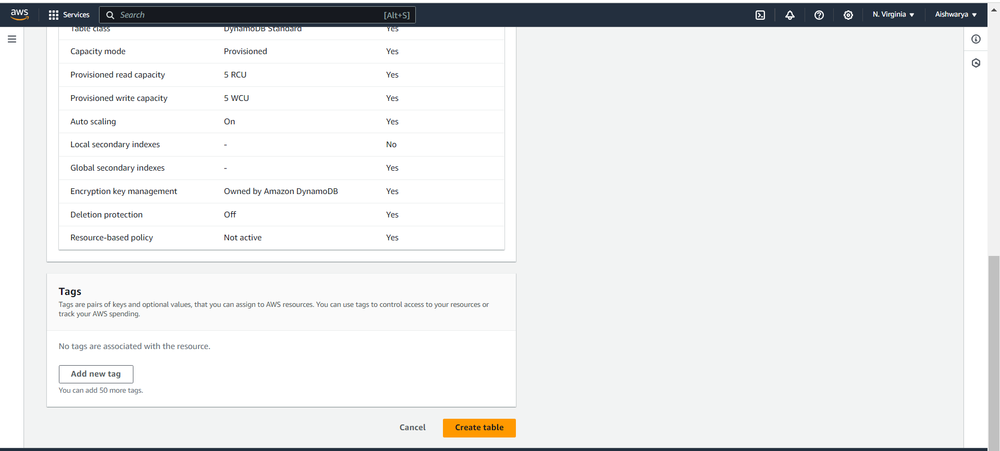 aws Services Search [Alt+S] N. Virginia Aishwarya
Table class DynamoDB Standard Yes
Capacity mode Provisioned Yes
Provisioned read capacity 5 RCU Yes
Provisioned write capacity 5 WCU Yes
Auto scaling On Yes
Local secondary indexes - No
Global secondary indexes - Yes
Encryption key management Owned by Amazon DynamoDB Yes
Deletion protection Off Yes
Resource-based policy Not active Yes
Tags
Tags are pairs of keys and optional values, that you can assign to AWS resources. You can use tags to control access to your resources or
track your AWS spending.
No tags are associated with the resource.
Add new tag
You can add 50 more tags.
Cancel Create table